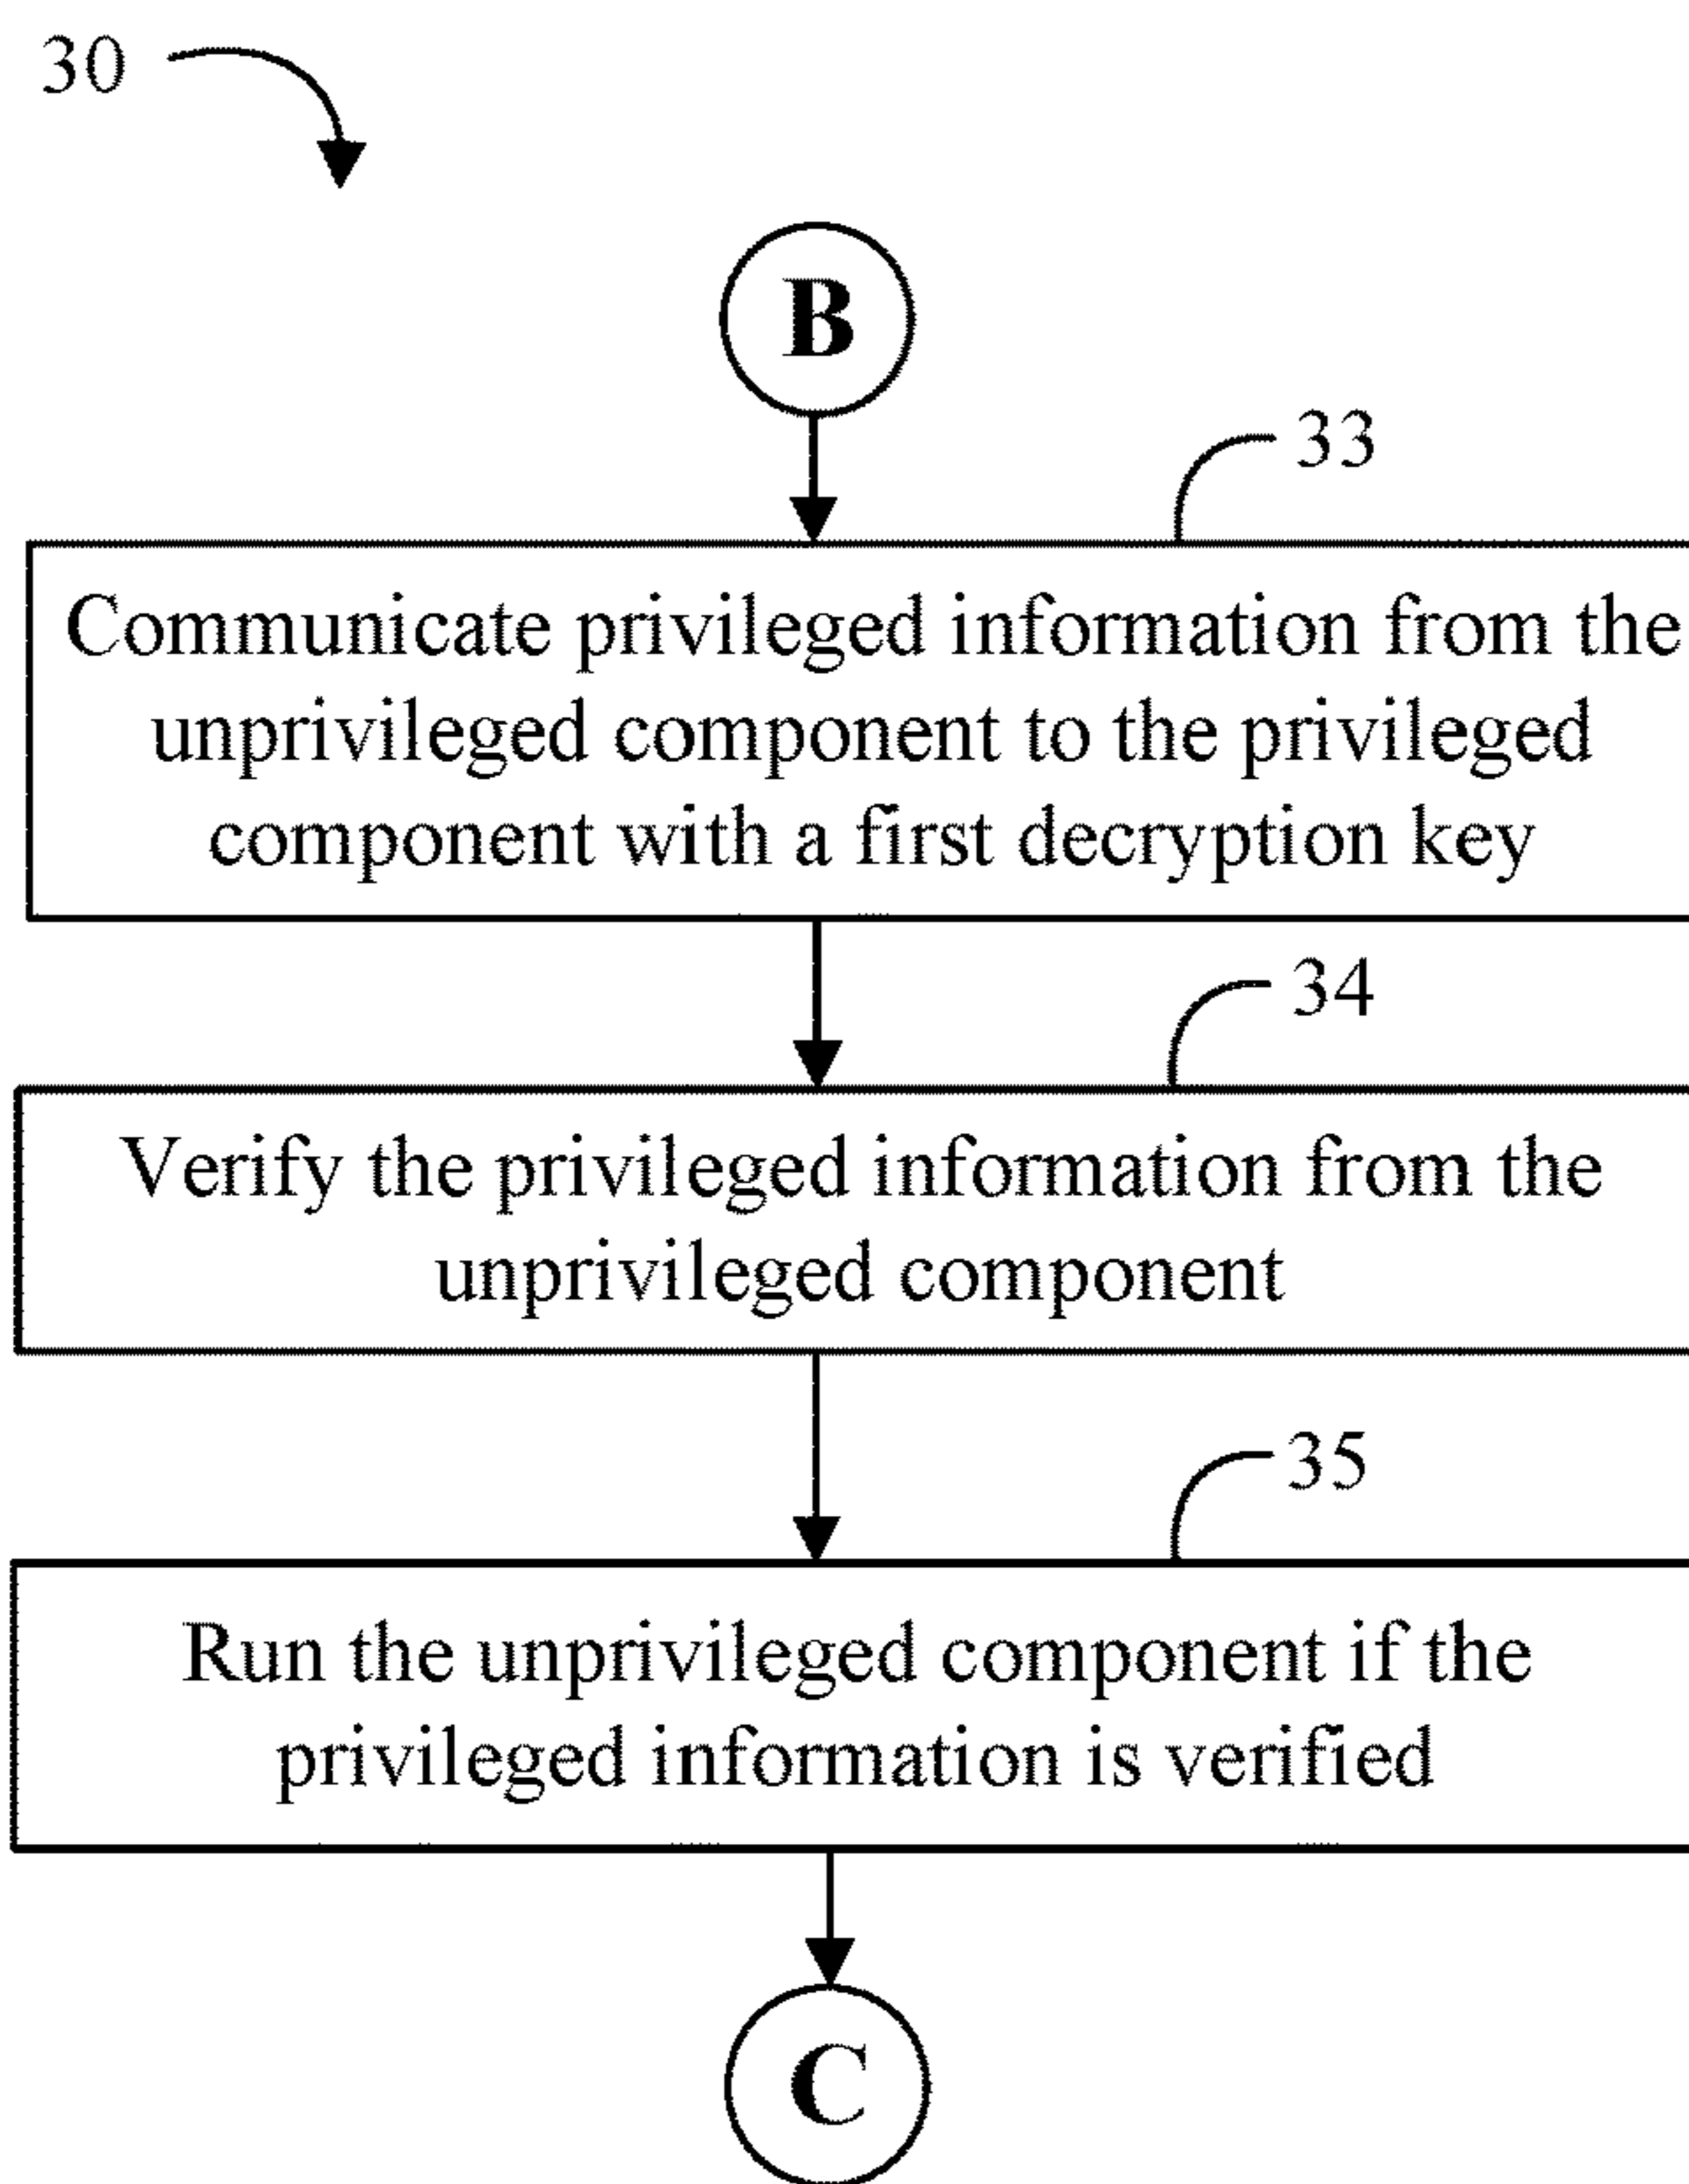 30
B
33
Communicate privileged information from the
unprivileged component to the privileged
component with a first decryption key
34
Verify the privileged information from the
unprivileged component
35
Run the unprivileged component if the
privileged information is verified
C